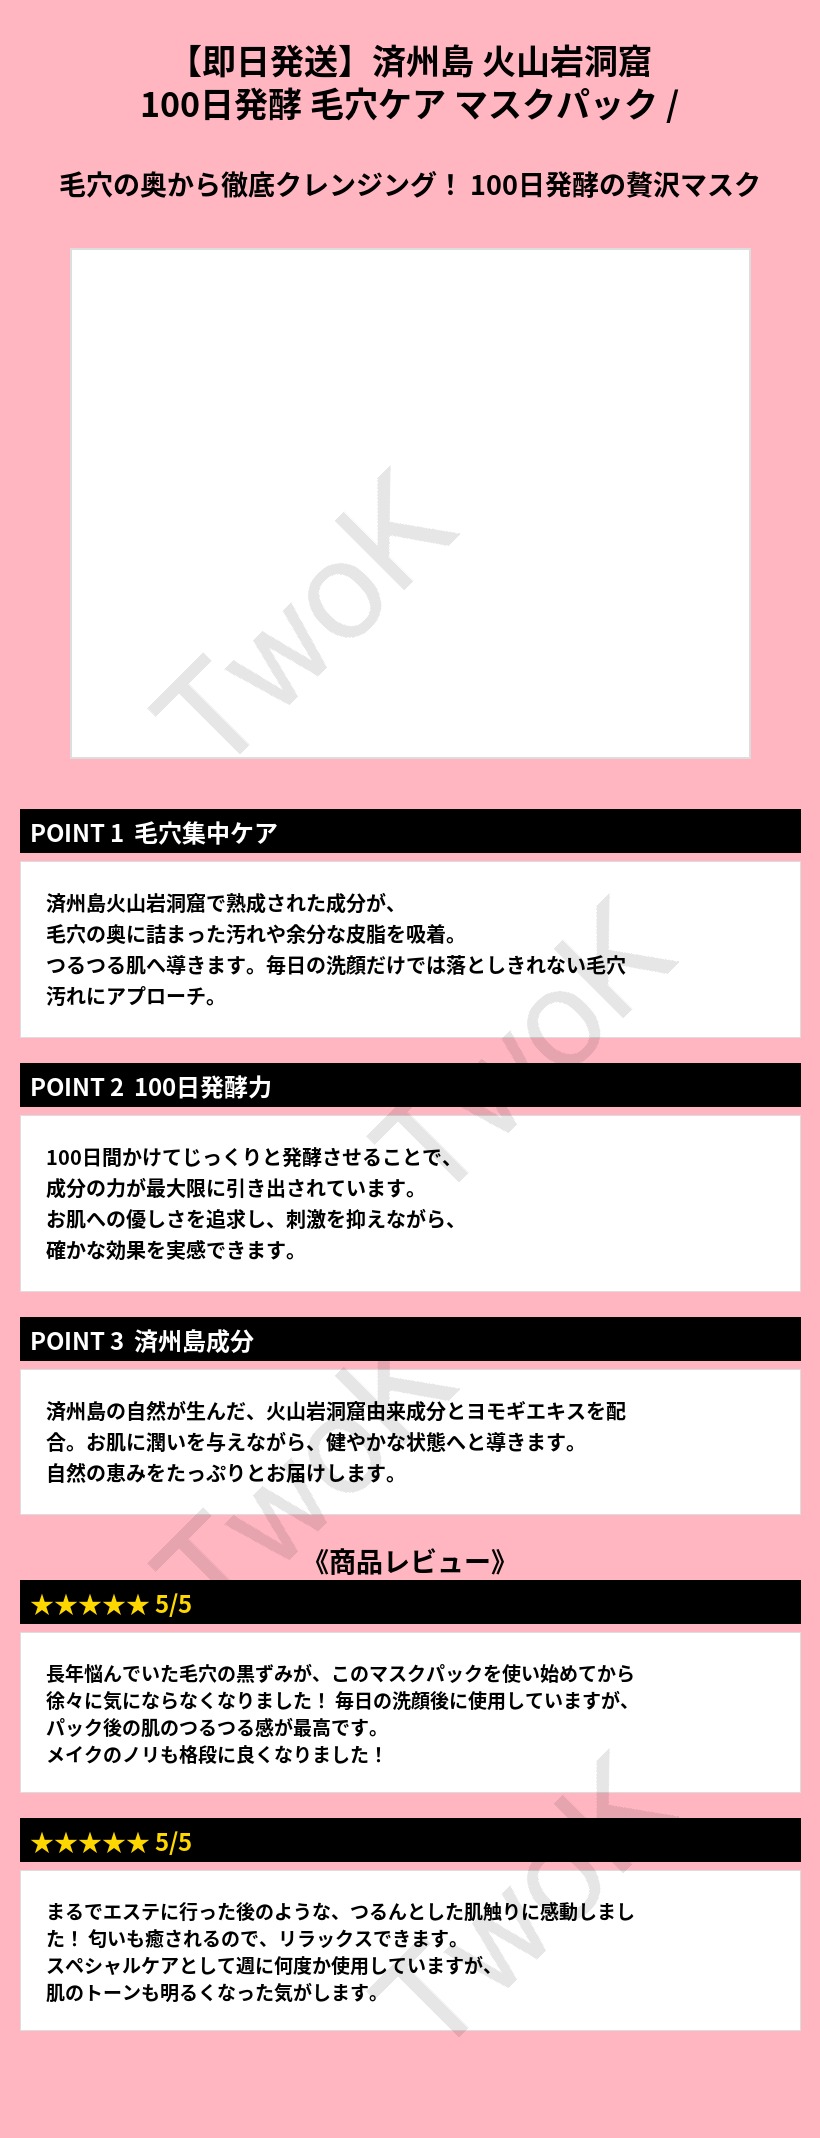 【即日発送】済州島 火山岩洞窟
100日発酵 毛穴ケア マスクパック /
毛穴の奥から徹底クレンジング！ 100日発酵の贅沢マスク
TwoK
POINT 1 毛穴集中ケア
済州島火山岩洞窟で熟成された成分が、
毛穴の奥に詰まった汚れや余分な皮脂を吸着。
つるつる肌へ導きます。毎日の洗顔だけでは落としきれない毛穴
汚れにアプローチ。
TwoK
POINT 2 100日発酵力
100日間かけてじっくりと発酵させることで、
成分の力が最大限に引き出されています。
お肌への優しさを追求し、刺激を抑えながら、
確かな効果を実感できます。
POINT 3 済州島成分
済州島の自然が生んだ、火山岩洞窟由来成分とヨモギエキスを配
合。お肌に潤いを与えながら、健やかな状態へと導きます。
自然の恵みをたっぷりとお届けします。
TwoK
《商品レビュー》
★★★★★ 5/5
長年悩んでいた毛穴の黒ずみが、このマスクパックを使い始めてから
徐々に気にならなくなりました！ 毎日の洗顔後に使用していますが、
パック後の肌のつるつる感が最高です。
メイクのノリも格段に良くなりました！
★★★★★ 5/5
まるでエステに行った後のような、つるんとした肌触りに感動しまし
た！ 匂いも癒されるので、リラックスできます。
スペシャルケアとして週に何度か使用していますが、
肌のトーンも明るくなった気がします。
TwoK